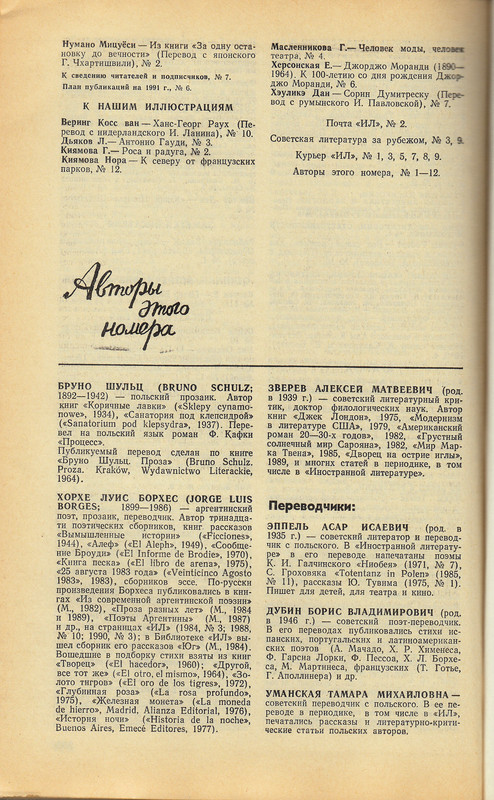 Нумано Мицуёси — Из книги «За одну оста-
новку до вечности» (Перевод с японского
Г. Чхартишвили), № 2.
К сведению читателей и подписчиков, № 7.
План публикаций на 1991 г., № 6.
К НАШИМ ИЛЛЮСТРАЦИЯМ
Веринг Косс ван — Ханс-Георг Раух (Пе-
ревод с нидерландского И. Ланина), № 10.
Дьяков Л.— Антонио Гауди, № 3.
Киямова Г.— Роса и радуга, № 2.
Киямова Нора — К северу от французских
парков, № 12.
Масленникова Г.— Человек моды, человек
театра, № 4.
Херсонская Е.— Джорджо Моранди (1890—
1964). К 100-летию со дня рождения Джор-
джо Моранди, № 6.
Хэуликэ Дан — Сорин Думитреску (Пере-
вод с румынского И. Павловской), № 7.
Почта «ИЛ», № 2.
Советская литература за рубежом, № 3, 9.
Курьер «ИЛ», № 1, 3, 5, 7, 8, 9.
Авторы этого номера, № 1—12.
Авторы
этого
номера
БРУНО ШУЛЬЦ (BRUNO SCHULZ;
1892—1942) — польский прозаик. Автор
книг «Коричные лавки» («Sklepy cynamo-
nowe», 1934), «Санатория под клепсидрой»
(«Sanatorium pod klepsydra», 1937). Пере-
вел на польский язык роман Ф. Кафки
«Процесс».
Публикуемый перевод сделан по книге
«Бруно Шульц. Проза» (Bruno Schulz.
Proza. Kraków, Wydawnictwo Literackie,
1964).
ХОРХЕ ЛУИС БОРХЕС (JORGE LUIS
BORGES; 1899—1986) — аргентинский
поэт, прозаик, переводчик. Автор тринадца-
ти поэтических сборников, книг рассказов
«Вымышленные истории» («Ficciones»,
1944), «Алеф» («El Aleph», 1949), «Сообще-
ние Броуди» («El Informe de Brodie», 1970),
«Книга песка» («El libro de arena», 1975),
«25 августа 1983 года» («Veinticinco Agosto
1983», 1983), сборников эссе. По-русски
произведения Борхеса публиковались в кни-
гах «Из современной аргентинской поэзии»
(М., 1982), «Проза разных лет» (М., 1984
и 1989), «Поэты Аргентины» (М., 1987)
и др., на страницах «ИЛ» (1984, № 3; 1988,
№ 10; 1990, № 3); в Библиотеке «ИЛ» вы-
шел сборник его рассказов «Юг» (М., 1984).
Вошедшие в подборку стихи взяты из книг
«Творец» («El hacedor», 1960); «Другой,
все тот же» («El otro, el mismo», 1964), «Зо-
лото тигров» («El oro de los tigres», 1972),
«Глубинная роза» («La rosa profundo»,
1975), «Железная монета» («La moneda
de hierro», Madrid, Alianza Editorial, 1976),
«История ночи» («Historia de la noche»,
Buenos Aires, Emecé Editores, 1977).
ЗВЕРЕВ АЛЕКСЕЙ МАТВЕЕВИЧ (род.
в 1939 г.) — советский литературный кри-
тик, доктор филологических наук. Автор
книг «Джек Лондон», 1975, «Модернизм
в литературе США», 1979, «Американский
роман 20—30-х годов», 1982, «Грустный
солнечный мир Сарояна», 1982, «Мир Мар-
ка Твена», 1985, «Дворец на острие иглы»,
1989, и многих статей в периодике, в том
числе в «Иностранной литературе».
Переводчики:
ЭППЕЛЬ АСАР ИСАЕВИЧ (род. в
1935 г.) — советский литератор и перевод-
чик с польского. В «Иностранной литерату-
ре» в его переводе напечатаны поэмы
К. И. Галчинского «Ниобея» (1971, № 7),
С. Гроховяка «Totentanz in Polen» (1985,
№ 11), рассказы Ю. Тувима (1975, № 1).
Пишет для детей, для театра и кино.
ДУБИН БОРИС ВЛАДИМИРОВИЧ (род.
в 1946 г.) — советский поэт-переводчик.
В его переводах публиковались стихи ис-
панских, португальских и латиноамерикан-
ских поэтов (А. Мачадо, Х. Р. Хименеса,
Ф. Гарсиа Лорки, Ф. Пессоа, Х. Л. Борхе-
са, М. Мартинеса, французских (Т. Готье,
Г. Аполлинера) и др.
УМАНСКАЯ ТАМАРА МИХАЙЛОВНА —
советский переводчик с польского. В ее пе-
реводе в периодике, в том числе в «ИЛ»,
печатались рассказы и литературно-крити-
ческие статьи польских авторов.